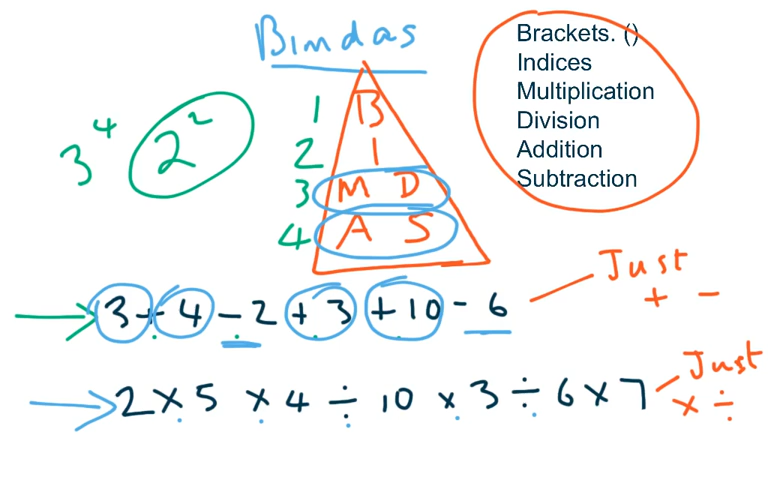 Bimdas
Brackets. ()
Indices
Multiplication
Division
Addition
Subtraction
3⁴ 2²
1 B
2 I
3 M D
4 A S
3 + 4 - 2 + 3 + 10 - 6
Just
+ -
2 × 5 × 4 ÷ 10 × 3 ÷ 6 × 7
Just
× ÷